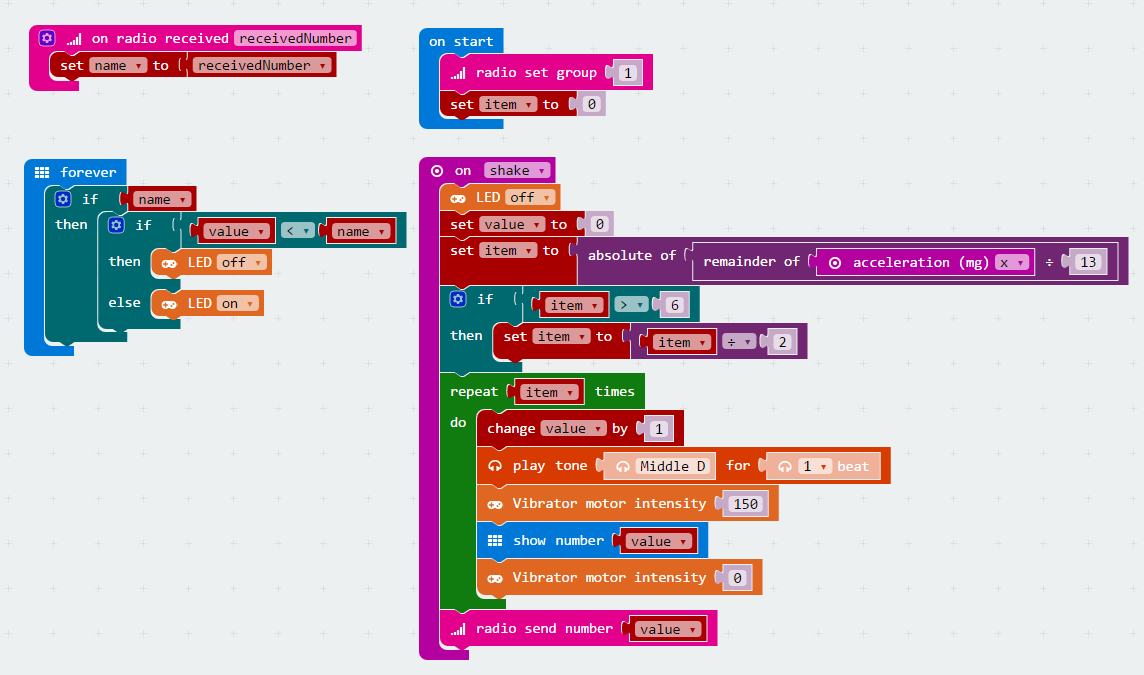 on radio received receivedNumber
set name to receivedNumber
on start
radio set group 1
set item to 0
forever
if name
then if value < name
then LED off
else LED on
on shake
LED off
set value to 0
set item to absolute of remainder of acceleration (mg) x ÷ 13
if item > 6
then set item to item ÷ 2
repeat item times
do change value by 1
play tone Middle D for 1 beat
Vibrator motor intensity 150
show number value
Vibrator motor intensity 0
radio send number value